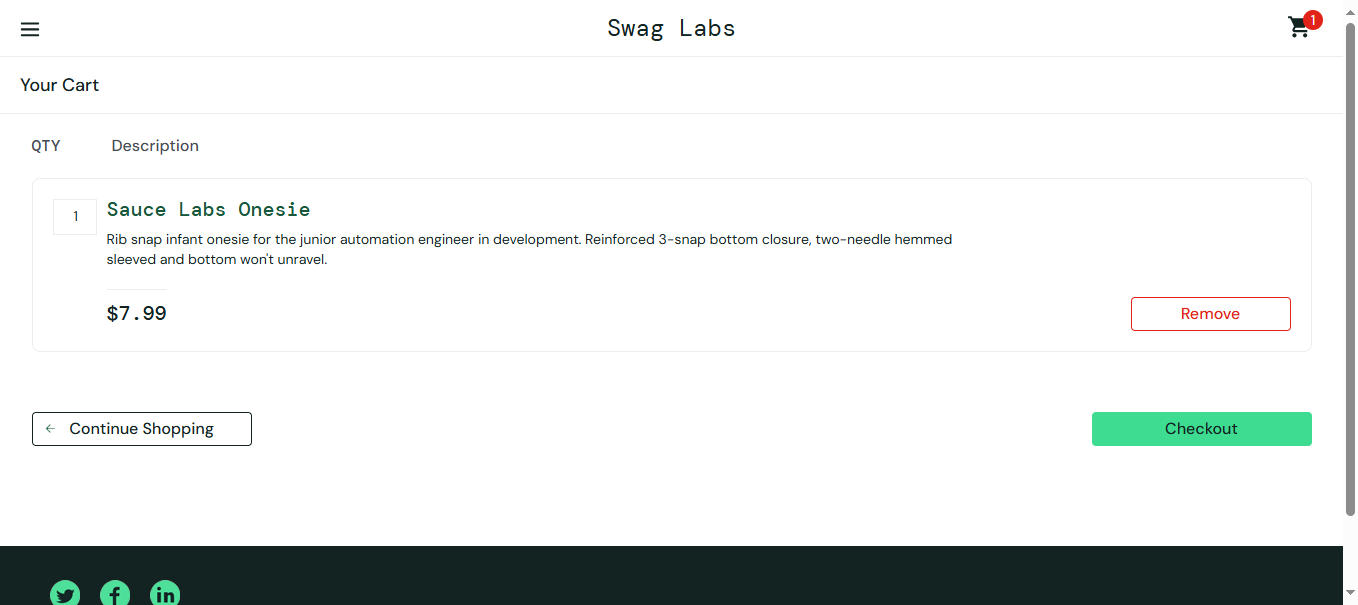 Swag Labs
1
Your Cart
QTY Description
1
Sauce Labs Onesie
Rib snap infant onesie for the junior automation engineer in development. Reinforced 3-snap bottom closure, two-needle hemmed
sleeved and bottom won't unravel.
$7.99
Remove
Continue Shopping
Checkout